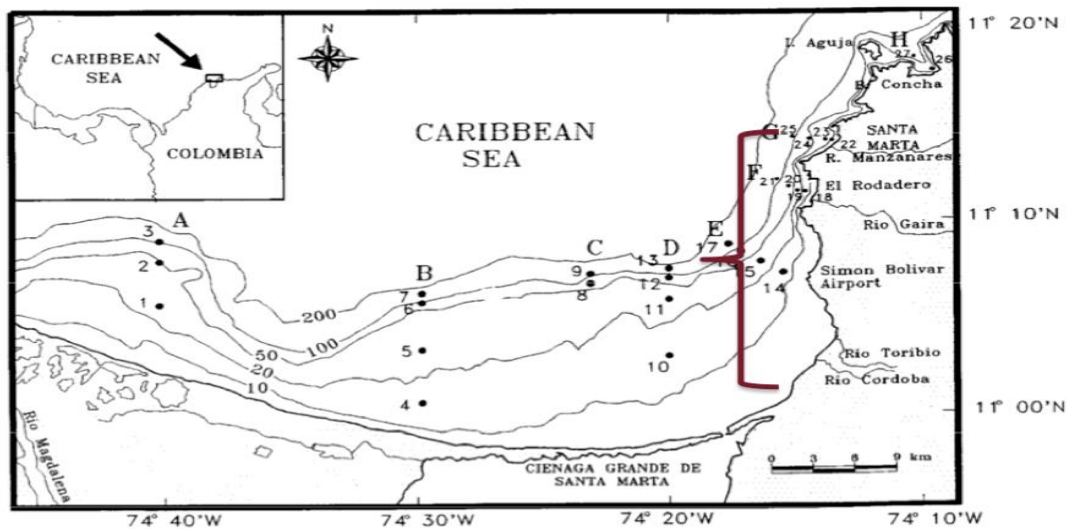 11° 20'N
CARIBBEAN
SEA
COLOMBIA
N
CARIBBEAN
SEA
I. Aguja
H
27
26
B. Concha
G
25
24
23
22
SANTA
MARTA
R. Manzanares
F
21
20
19
18
El Rodadero
11° 10'N
Rio Gaira
A
3
2
1
B
7
6
5
4
C
9
8
D
13
12
11
10
E
17
15
14
Simon Bolivar
Airport
200
100
50
20
10
Rio Toribio
Rio Cordoba
11° 00'N
Rio Magdalena
CIENAGA GRANDE DE
SANTA MARTA
0 3 6 9 km
74° 40'W
74° 30'W
74° 20'W
74° 10'W